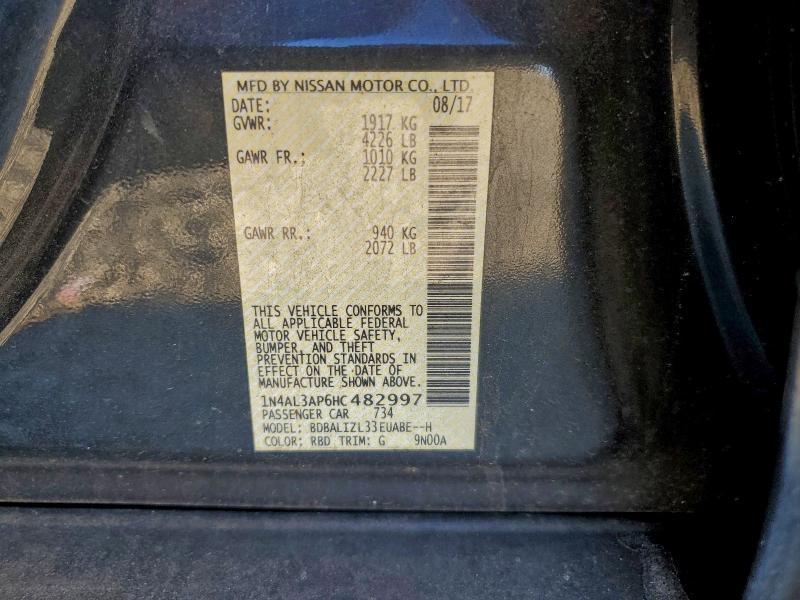 MFD BY NISSAN MOTOR CO., LTD.
DATE: 08/17
GVWR: 1917 KG
4226 LB
GAWR FR.: 1010 KG
2227 LB
GAWR RR.: 940 KG
2072 LB
THIS VEHICLE CONFORMS TO
ALL APPLICABLE FEDERAL
MOTOR VEHICLE SAFETY,
BUMPER, AND THEFT
PREVENTION STANDARDS IN
EFFECT ON THE DATE OF
MANUFACTURE SHOWN ABOVE.
1N4AL3AP6HC482997
PASSENGER CAR 734
MODEL: BDBALIZL33EUABE--H
COLOR: RBD TRIM: G 9N00A